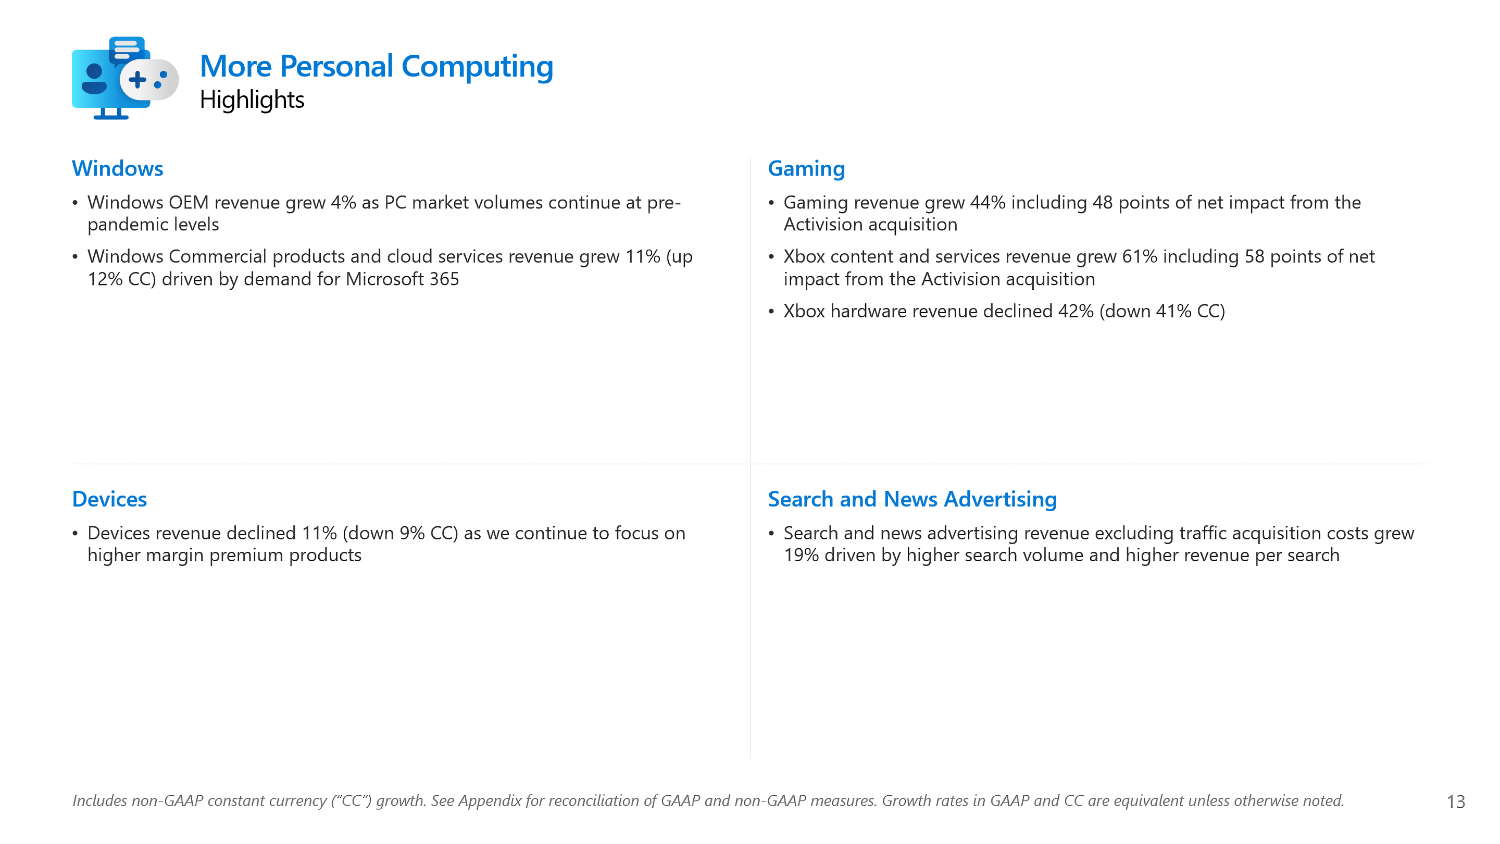 More Personal Computing
Highlights
Windows
• Windows OEM revenue grew 4% as PC market volumes continue at pre-
pandemic levels
• Windows Commercial products and cloud services revenue grew 11% (up
12% CC) driven by demand for Microsoft 365
Gaming
• Gaming revenue grew 44% including 48 points of net impact from the
Activision acquisition
• Xbox content and services revenue grew 61% including 58 points of net
impact from the Activision acquisition
• Xbox hardware revenue declined 42% (down 41% CC)
Devices
• Devices revenue declined 11% (down 9% CC) as we continue to focus on
higher margin premium products
Search and News Advertising
• Search and news advertising revenue excluding traffic acquisition costs grew
19% driven by higher search volume and higher revenue per search
Includes non-GAAP constant currency (“CC”) growth. See Appendix for reconciliation of GAAP and non-GAAP measures. Growth rates in GAAP and CC are equivalent unless otherwise noted.
13